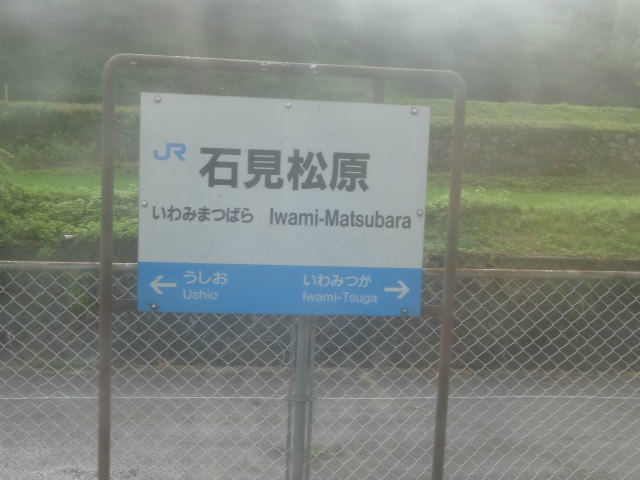 JR 石見松原
いわみまつばら Iwami-Matsubara
← うしお いわみつが →
Ushio Iwami-Tsuga